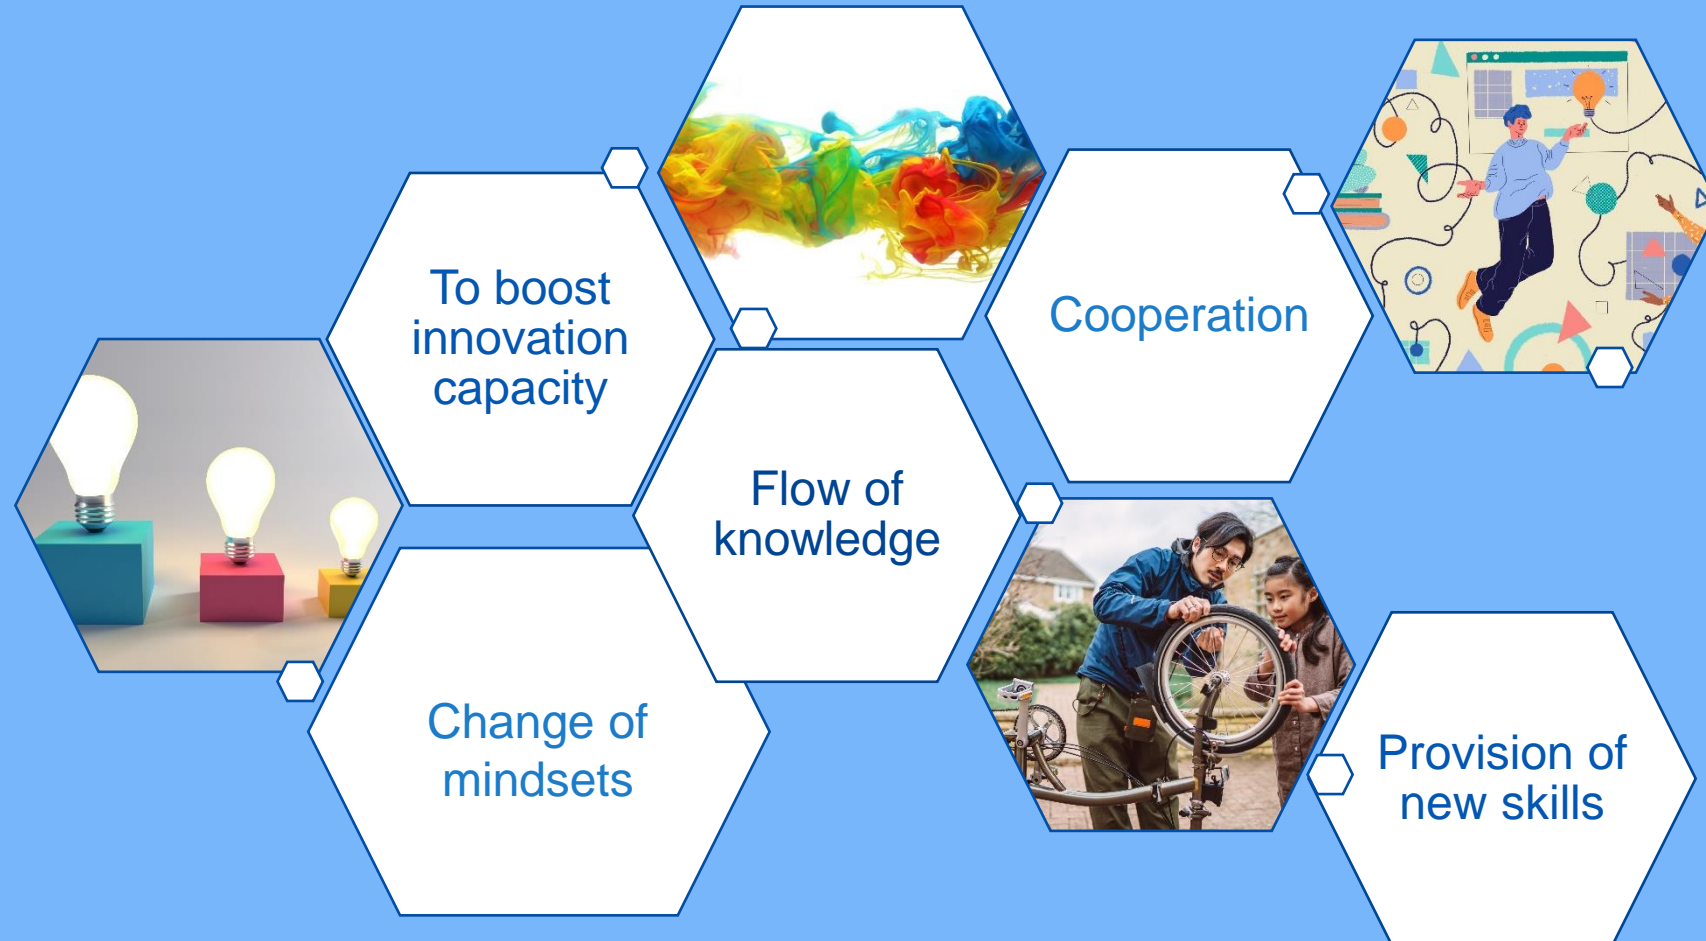 To boost
innovation
capacity
Cooperation
Flow of
knowledge
Change of
mindsets
Provision of
new skills